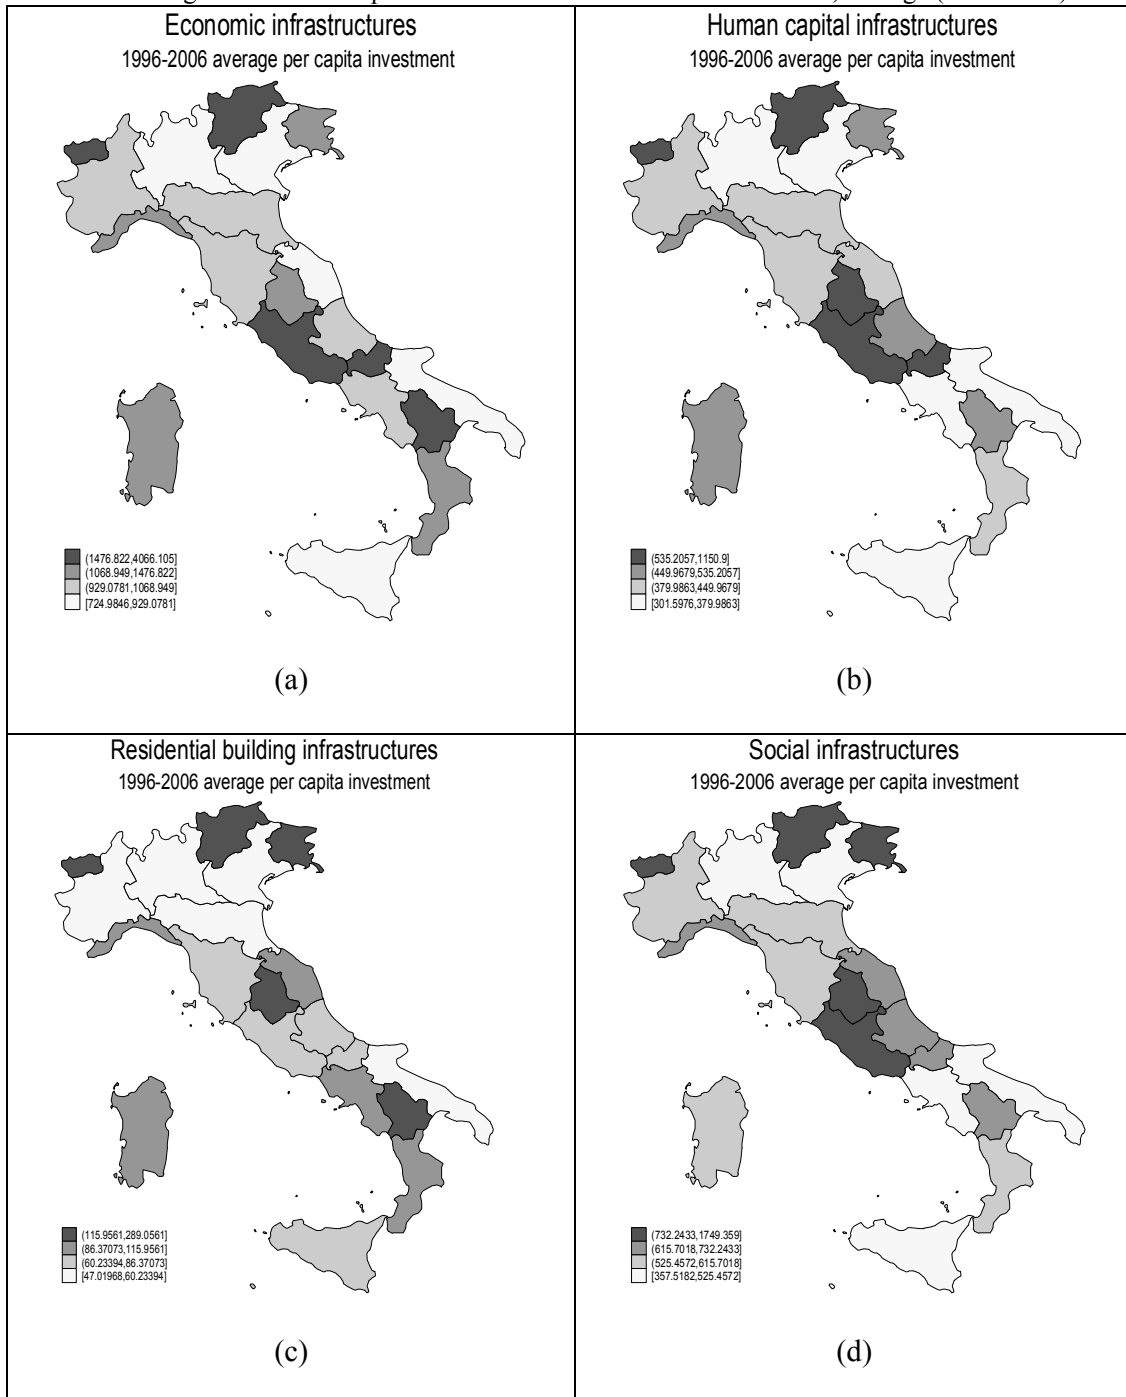 Economic infrastructures
1996-2006 average per capita investment
(1476.822,4066.105]
(1068.949,1476.822]
(929.0781,1068.949]
[724.9846,929.0781]
(a)
Human capital infrastructures
1996-2006 average per capita investment
(535.2057,1150.9]
(449.9679,535.2057]
(379.9863,449.9679]
[301.5976,379.9863]
(b)
Residential building infrastructures
1996-2006 average per capita investment
(115.9561,289.0561]
(86.37073,115.9561]
(60.23394,86.37073]
[47.01968,60.23394]
(c)
Social infrastructures
1996-2006 average per capita investment
(732.2433,1749.359]
(615.7018,732.2433]
(525.4572,615.7018]
[357.5182,525.4572]
(d)